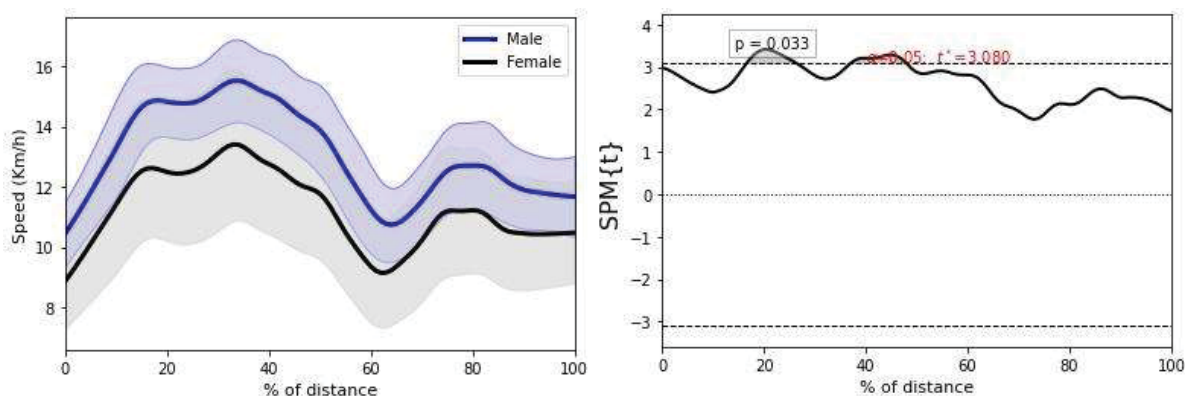 Male
Female
Speed (Km/h)
16
14
12
10
8
0 20 40 60 80 100
% of distance
SPM{t}
4
3
2
1
0
−1
−2
−3
p = 0.033
α=0.05: t*=3.080
0 20 40 60 80 100
% of distance